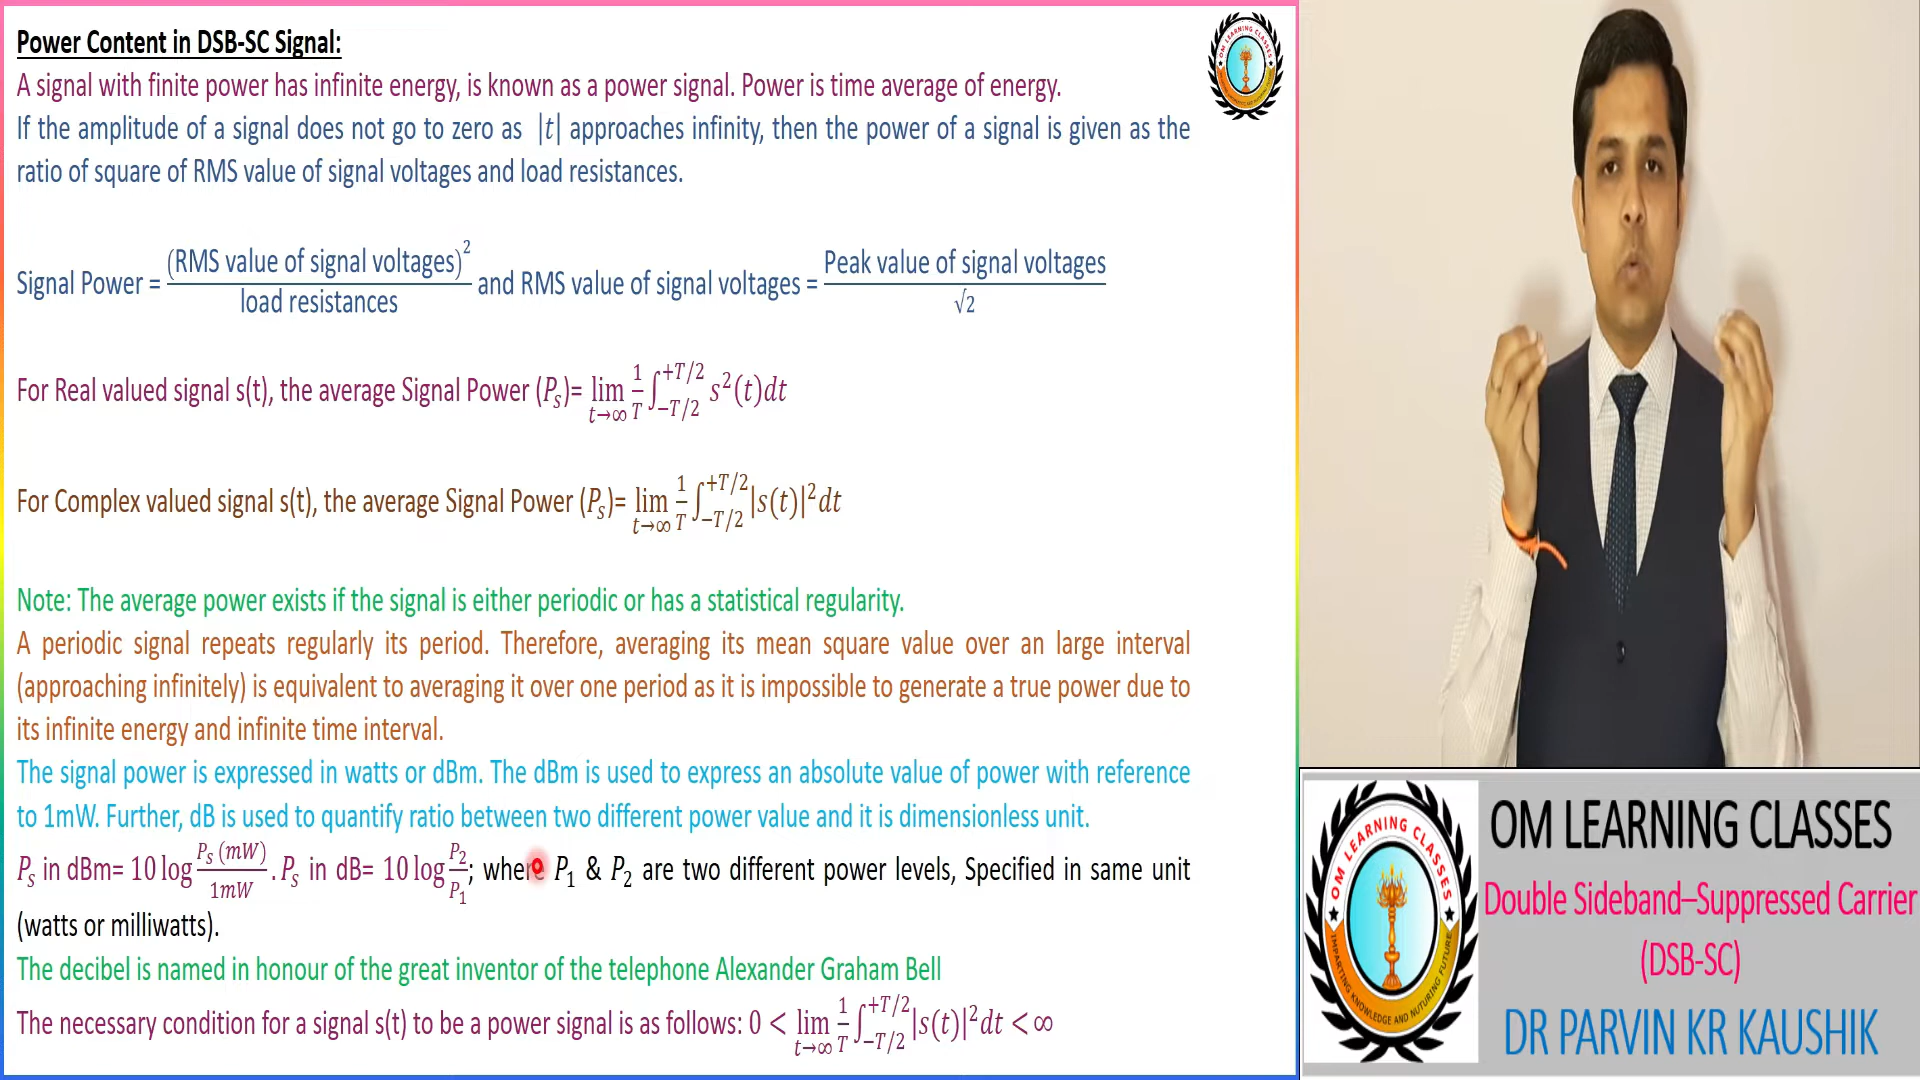 Power Content in DSB-SC Signal:
A signal with finite power has infinite energy, is known as a power signal. Power is time average of energy.
If the amplitude of a signal does not go to zero as |t| approaches infinity, then the power of a signal is given as the
ratio of square of RMS value of signal voltages and load resistances.
Signal Power = (RMS value of signal voltages)² / load resistances and RMS value of signal voltages = Peak value of signal voltages / √2
For Real valued signal s(t), the average Signal Power (Pₛ)= lim t→∞ 1/T ∫_{−T/2}^{+T/2} s²(t)dt
For Complex valued signal s(t), the average Signal Power (Pₛ)= lim t→∞ 1/T ∫_{−T/2}^{+T/2} |s(t)|²dt
Note: The average power exists if the signal is either periodic or has a statistical regularity.
A periodic signal repeats regularly its period. Therefore, averaging its mean square value over an large interval
(approaching infinitely) is equivalent to averaging it over one period as it is impossible to generate a true power due to
its infinite energy and infinite time interval.
The signal power is expressed in watts or dBm. The dBm is used to express an absolute value of power with reference
to 1mW. Further, dB is used to quantify ratio between two different power value and it is dimensionless unit.
Pₛ in dBm= 10 log Pₛ (mW)/1mW . Pₛ in dB= 10 log P₂/P₁; where P₁ & P₂ are two different power levels, Specified in same unit
(watts or milliwatts).
The decibel is named in honour of the great inventor of the telephone Alexander Graham Bell
The necessary condition for a signal s(t) to be a power signal is as follows: 0 < lim t→∞ 1/T ∫_{−T/2}^{+T/2} |s(t)|²dt < ∞
OM LEARNING CLASSES
OM LEARNING CLASSES
IMPARTING KNOWLEDGE AND NUTURING FUTURE
OM LEARNING CLASSES
Double Sideband–Suppressed Carrier
(DSB-SC)
DR PARVIN KR KAUSHIK